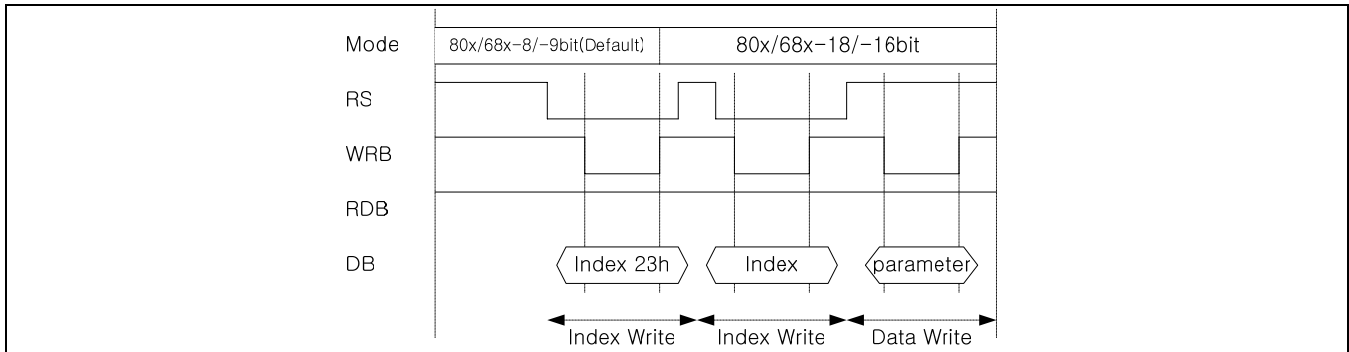 Mode 80x/68x-8/-9bit(Default) 80x/68x-18/-16bit
RS
WRB
RDB
DB Index 23h Index parameter
Index Write Index Write Data Write